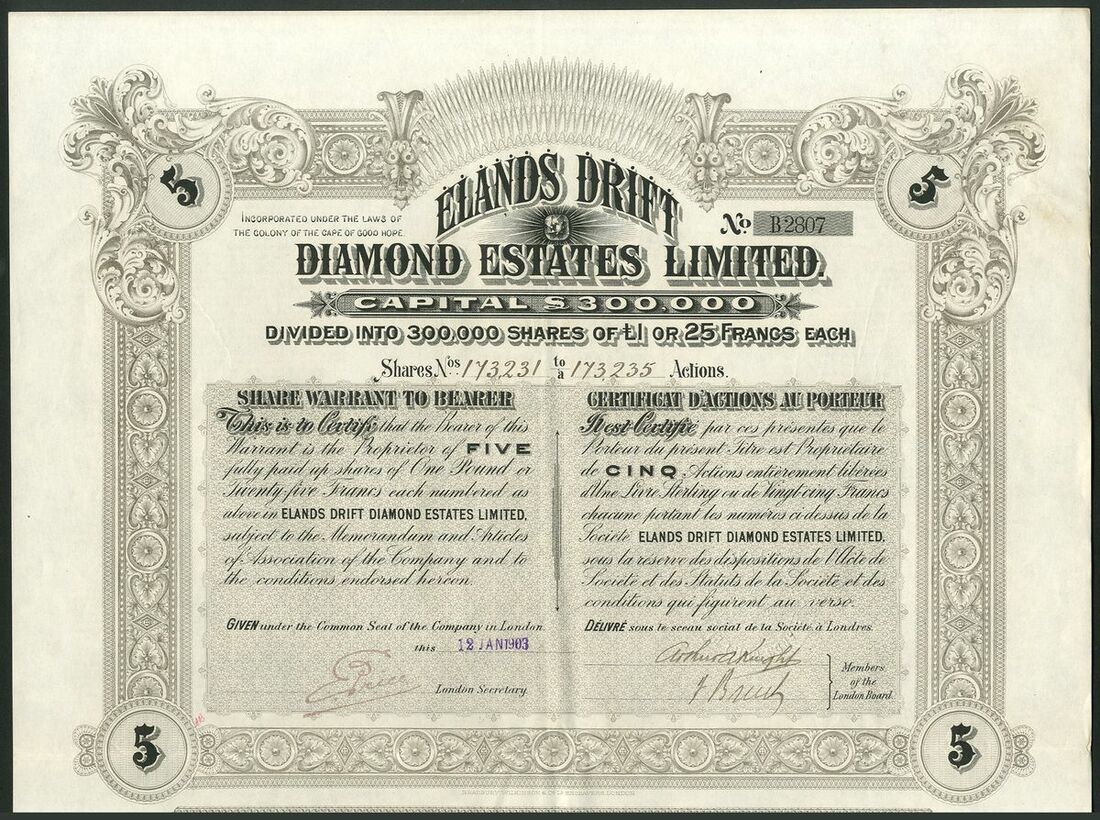 5
5
ELANDS DRIFT
INCORPORATED UNDER THE LAWS OF
THE COLONY OF THE CAPE OF GOOD HOPE.
No B2807
DIAMOND ESTATES LIMITED.
CAPITAL £300,000
DIVIDED INTO 300,000 SHARES OF £1 OR 25 FRANCS EACH
Shares Nos 173231 to/a 173235 Actions.
SHARE WARRANT TO BEARER
This is to Certify that the Bearer of this
Warrant is the Proprietor of FIVE
fully paid up shares of One Pound or
Twenty-five Francs each numbered as
above in ELANDS DRIFT DIAMOND ESTATES LIMITED,
subject to the Memorandum and Articles
of Association of the Company and to
the conditions endorsed hereon.
GIVEN under the Common Seal of the Company in London
this 12 JAN 1903
London Secretary.
CERTIFICAT D'ACTIONS AU PORTEUR
Il est Certifié par ces présentes que le
Porteur du présent Titre est Propriétaire
de CINQ Actions entièrement libérées
d'Une Livre Stirling ou de Vingt-cinq Francs
chacune portant les numéros ci-dessus de la
Société ELANDS DRIFT DIAMOND ESTATES LIMITED,
sous la réserve des dispositions de l'Acte de
Société et des Statuts de la Société et des
conditions qui figurent au verso.
DÉLIVRÉ sous le sceau social de la Société à Londres.
Arthur A Knight
Members
of the
London Board.
5
5
BRADBURY WILKINSON & Co Ld ENGRAVERS, LONDON